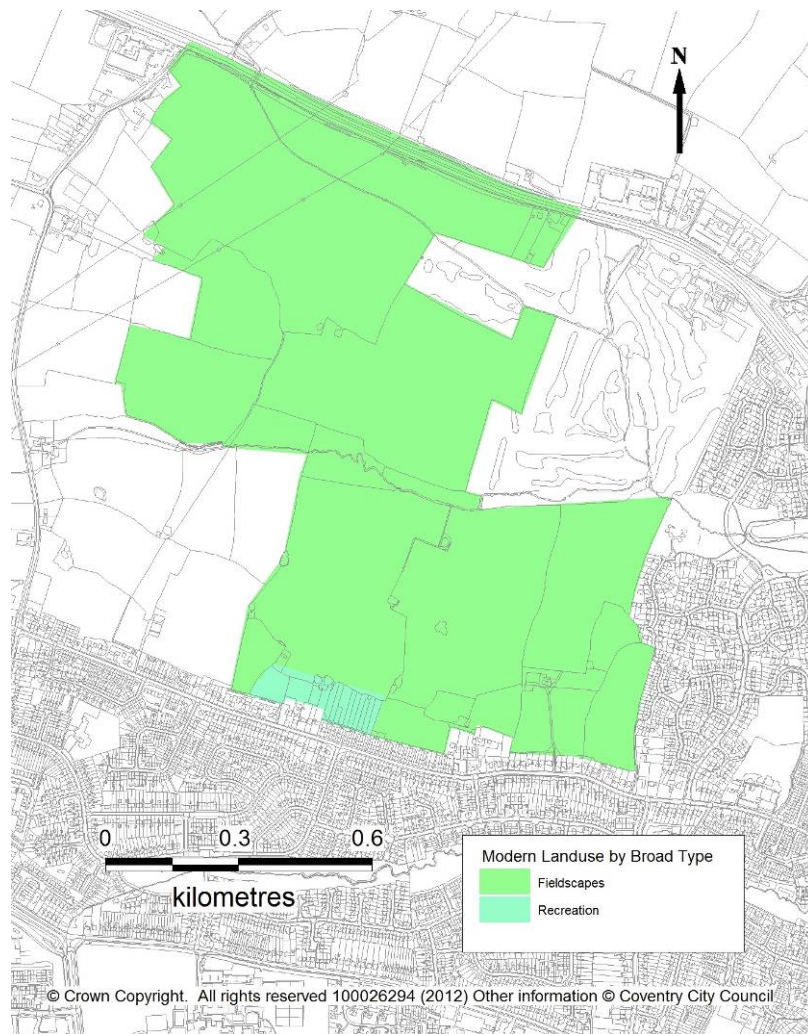 N
0 0.3 0.6
kilometres
Modern Landuse by Broad Type
Fieldscapes
Recreation
© Crown Copyright. All rights reserved 100026294 (2012) Other information © Coventry City Council